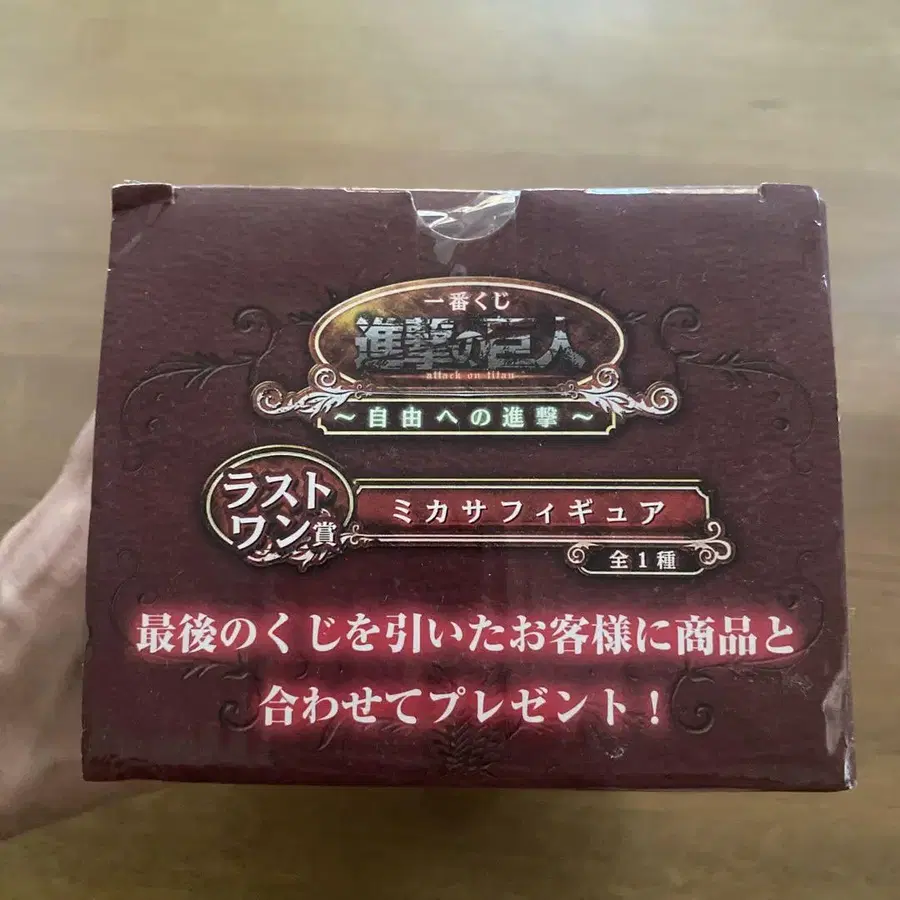 一番くじ
進撃の巨人
attack on titan
～自由への進撃～
ラスト
ワン賞
ミカサフィギュア
全1種
最後のくじを引いたお客様に商品と
合わせてプレゼント！